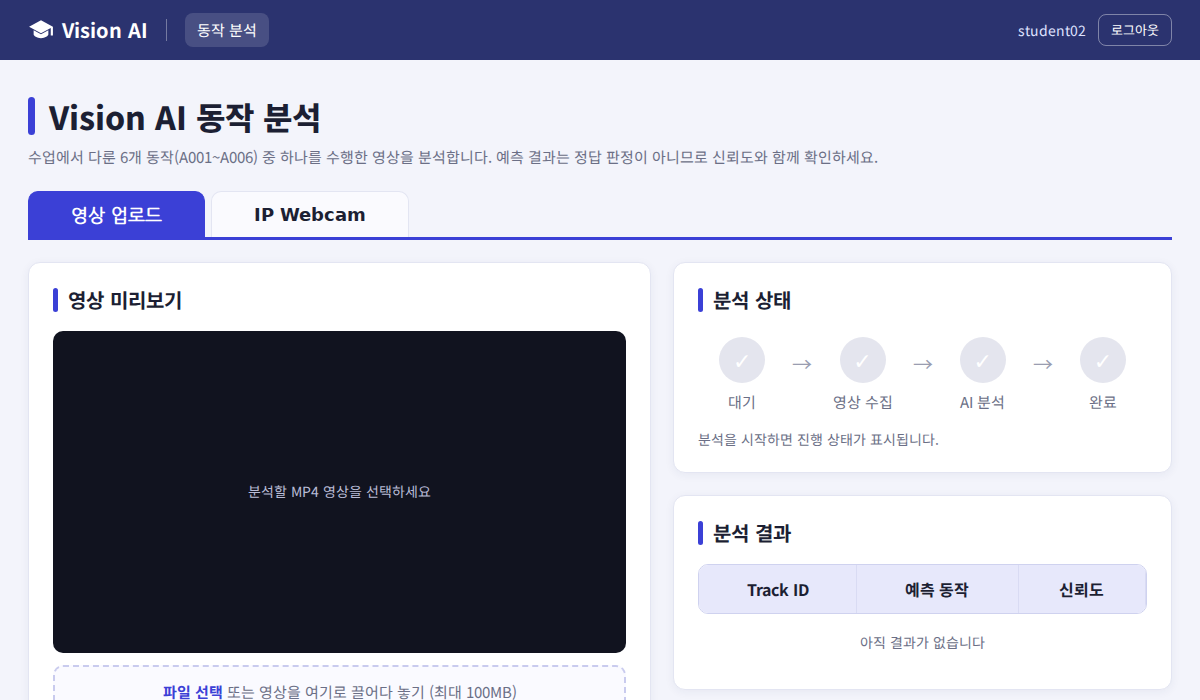 Vision AI
동작 분석
student02
로그아웃
Vision AI 동작 분석
수업에서 다룬 6개 동작(A001~A006) 중 하나를 수행한 영상을 분석합니다. 예측 결과는 정답 판정이 아니므로 신뢰도와 함께 확인하세요.
영상 업로드
IP Webcam
영상 미리보기
분석할 MP4 영상을 선택하세요
파일 선택 또는 영상을 여기로 끌어다 놓기 (최대 100MB)
분석 상태
✓ → ✓ → ✓ → ✓
대기 영상 수집 AI 분석 완료
분석을 시작하면 진행 상태가 표시됩니다.
분석 결과
Track ID 예측 동작 신뢰도
아직 결과가 없습니다